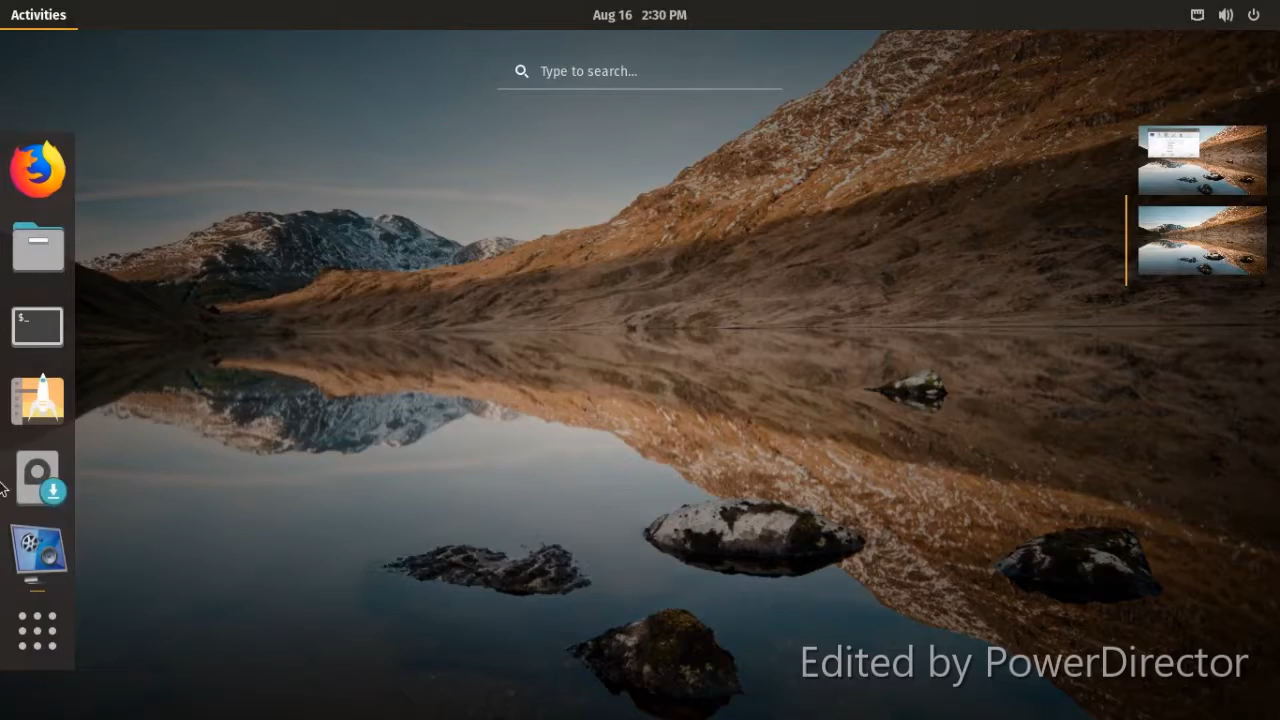 Activities
Aug 16 2:30 PM
Type to search...
$_
Edited by PowerDirector